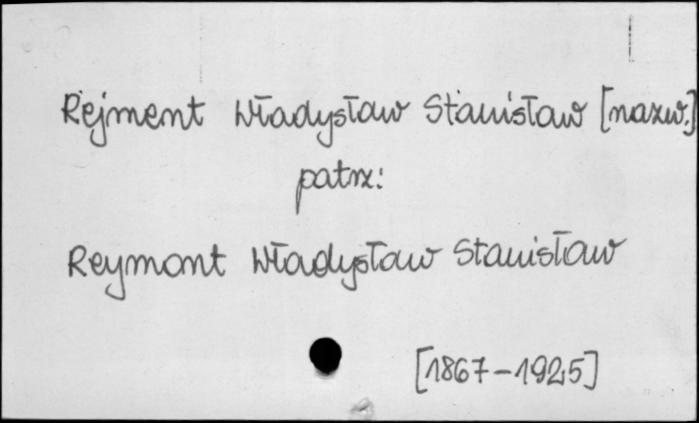 Rejment Władysław Stanisław [nazw.]
patrz:
Reymont Władysław Stanisław
[1867-1925]